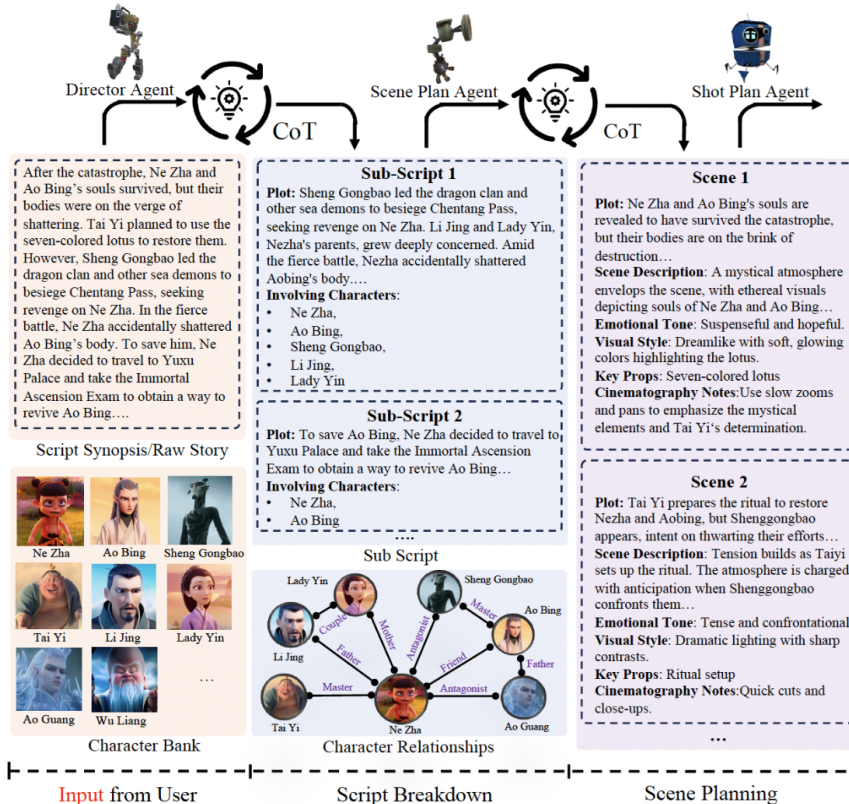 Director Agent
CoT
Scene Plan Agent
CoT
Shot Plan Agent
After the catastrophe, Ne Zha and
Ao Bing's souls survived, but their
bodies were on the verge of
shattering. Tai Yi planned to use the
seven-colored lotus to restore them.
However, Sheng Gongbao led the
dragon clan and other sea demons to
besiege Chentang Pass, seeking
revenge on Ne Zha. In the fierce
battle, Ne Zha accidentally shattered
Ao Bing's body. To save him, Ne
Zha decided to travel to Yuxu
Palace and take the Immortal
Ascension Exam to obtain a way to
revive Ao Bing….
Script Synopsis/Raw Story
Ne Zha
Ao Bing
Sheng Gongbao
Tai Yi
Li Jing
Lady Yin
Ao Guang
Wu Liang
…
Character Bank
Sub-Script 1
Plot: Sheng Gongbao led the dragon clan and
other sea demons to besiege Chentang Pass,
seeking revenge on Ne Zha. Li Jing and Lady Yin,
Nezha's parents, grew deeply concerned. Amid
the fierce battle, Nezha accidentally shattered
Aobing's body….
Involving Characters:
• Ne Zha,
• Ao Bing,
• Sheng Gongbao,
• Li Jing,
• Lady Yin
Sub-Script 2
Plot: To save Ao Bing, Ne Zha decided to travel to
Yuxu Palace and take the Immortal Ascension
Exam to obtain a way to revive Ao Bing…
Involving Characters:
• Ne Zha,
• Ao Bing
….
Sub Script
Lady Yin
Sheng Gongbao
Ao Bing
Li Jing
Tai Yi
Ne Zha
Ao Guang
Couple
Mother
Father
Master
Antagonist
Master
Friend
Father
Antagonist
Character Relationships
Scene 1
Plot: Ne Zha and Ao Bing's souls are
revealed to have survived the catastrophe,
but their bodies are on the brink of
destruction…
Scene Description: A mystical atmosphere
envelops the scene, with ethereal visuals
depicting souls of Ne Zha and Ao Bing…
Emotional Tone: Suspenseful and hopeful.
Visual Style: Dreamlike with soft, glowing
colors highlighting the lotus.
Key Props: Seven-colored lotus
Cinematography Notes:Use slow zooms
and pans to emphasize the mystical
elements and Tai Yi's determination.
Scene 2
Plot: Tai Yi prepares the ritual to restore
Nezha and Aobing, but Shenggongbao
appears, intent on thwarting their efforts…
Scene Description: Tension builds as Taiyi
sets up the ritual. The atmosphere is charged
with anticipation when Shenggongbao
confronts them…
Emotional Tone: Tense and confrontational
Visual Style: Dramatic lighting with sharp
contrasts.
Key Props: Ritual setup
Cinematography Notes:Quick cuts and
close-ups.
…
Input from User
Script Breakdown
Scene Planning